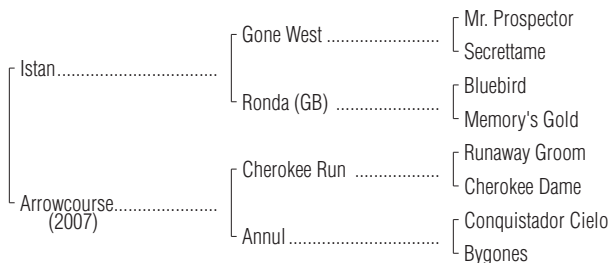 Mr. Prospector
Gone West ..........................
Secrettame
Istan.....................................
Bluebird
Ronda (GB) ........................
Memory's Gold
Runaway Groom
Cherokee Run ...................
Cherokee Dame
Arrowcourse........................
(2007)
Conquistador Cielo
Annul...................................
Bygones